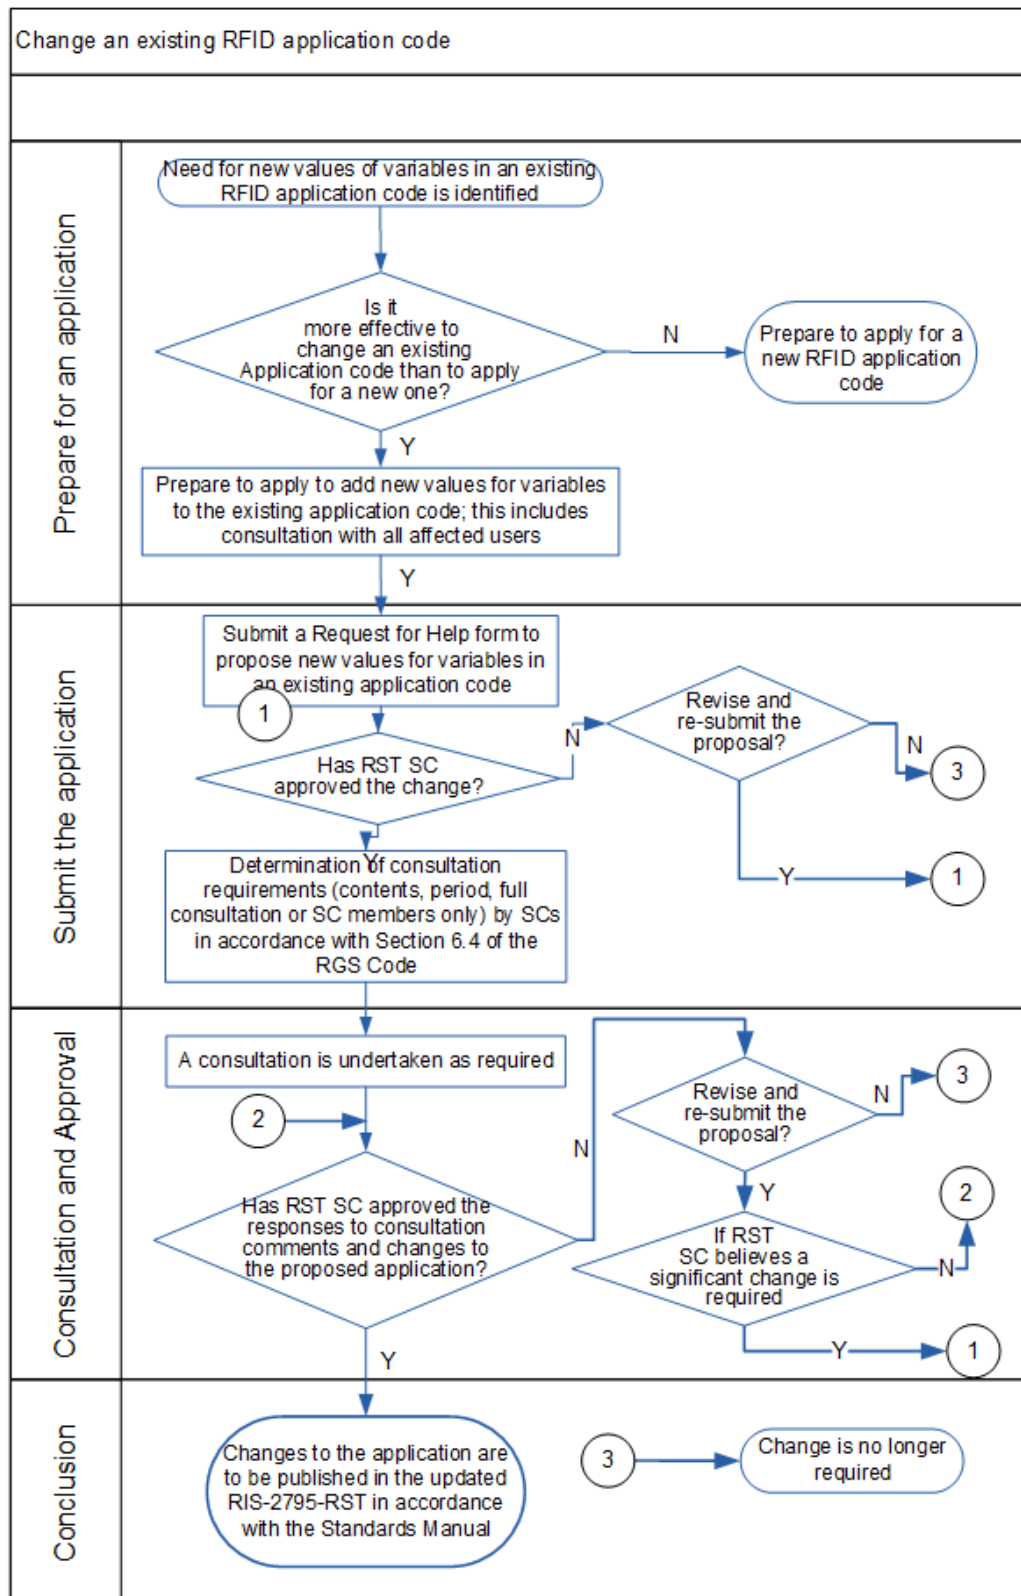 Change an existing RFID application code
Prepare for an application
Need for new values of variables in an existing
RFID application code is identified
Is it
more effective to
change an existing
Application code than to apply
for a new one?
N
Prepare to apply for a
new RFID application
code
Y
Prepare to apply to add new values for variables
to the existing application code; this includes
consultation with all affected users
Y
Submit the application
Submit a Request for Help form to
propose new values for variables in
an existing application code
1
Has RST SC
approved the change?
N
Revise and
re-submit the
proposal?
N
3
Y
1
Y
Determination of consultation
requirements (contents, period, full
consultation or SC members only) by SCs
in accordance with Section 6.4 of the
RGS Code
Consultation and Approval
A consultation is undertaken as required
2
Has RST SC approved the
responses to consultation
comments and changes to
the proposed application?
N
Revise and
re-submit the
proposal?
N
3
Y
If RST
SC believes a
significant change is
required
N
2
Y
1
Y
Conclusion
Changes to the application are
to be published in the updated
RIS-2795-RST in accordance
with the Standards Manual
3
Change is no longer
required